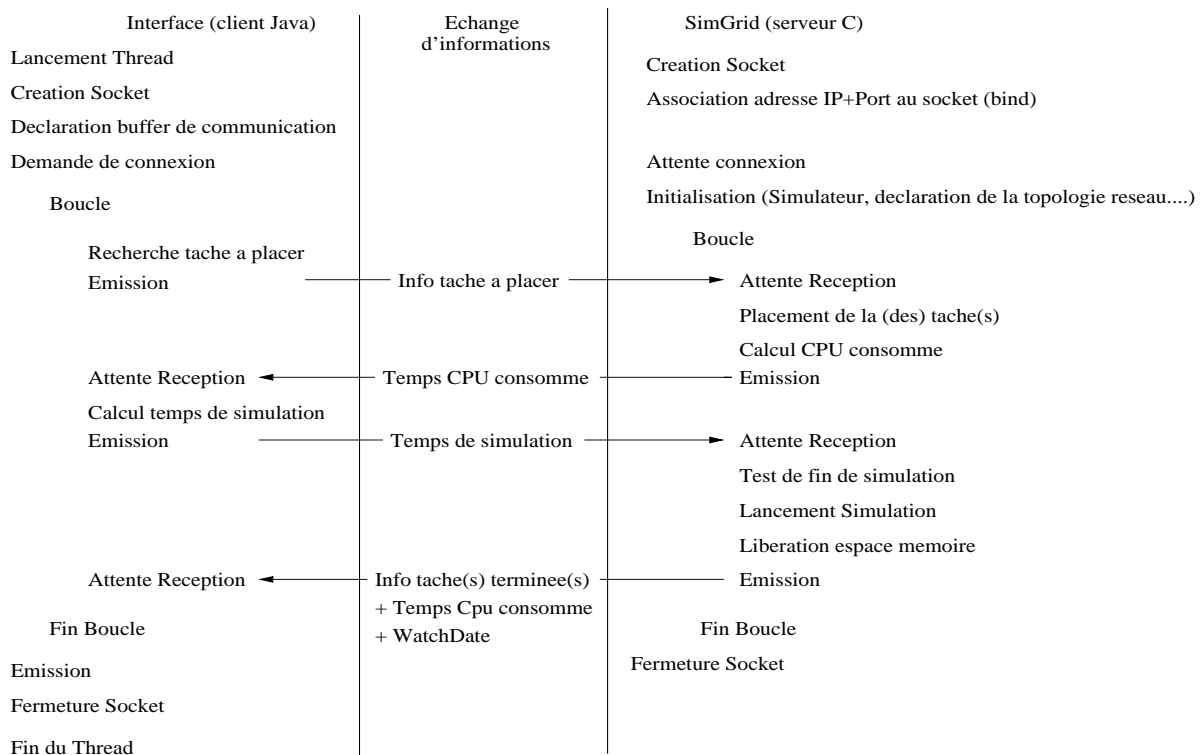 Interface (client Java)
Echange
d'informations
SimGrid (serveur C)
Lancement Thread
Creation Socket
Creation Socket
Association adresse IP+Port au socket (bind)
Declaration buffer de communication
Demande de connexion
Attente connexion
Boucle
Initialisation (Simulateur, declaration de la topologie reseau....)
Boucle
Recherche tache a placer
Emission
Info tache a placer
Attente Reception
Placement de la (des) tache(s)
Calcul CPU consomme
Attente Reception
Temps CPU consomme
Emission
Calcul temps de simulation
Emission
Temps de simulation
Attente Reception
Test de fin de simulation
Lancement Simulation
Liberation espace memoire
Attente Reception
Info tache(s) terminee(s)
Emission
+ Temps Cpu consomme
+ WatchDate
Fin Boucle
Fin Boucle
Emission
Fermeture Socket
Fermeture Socket
Fin du Thread